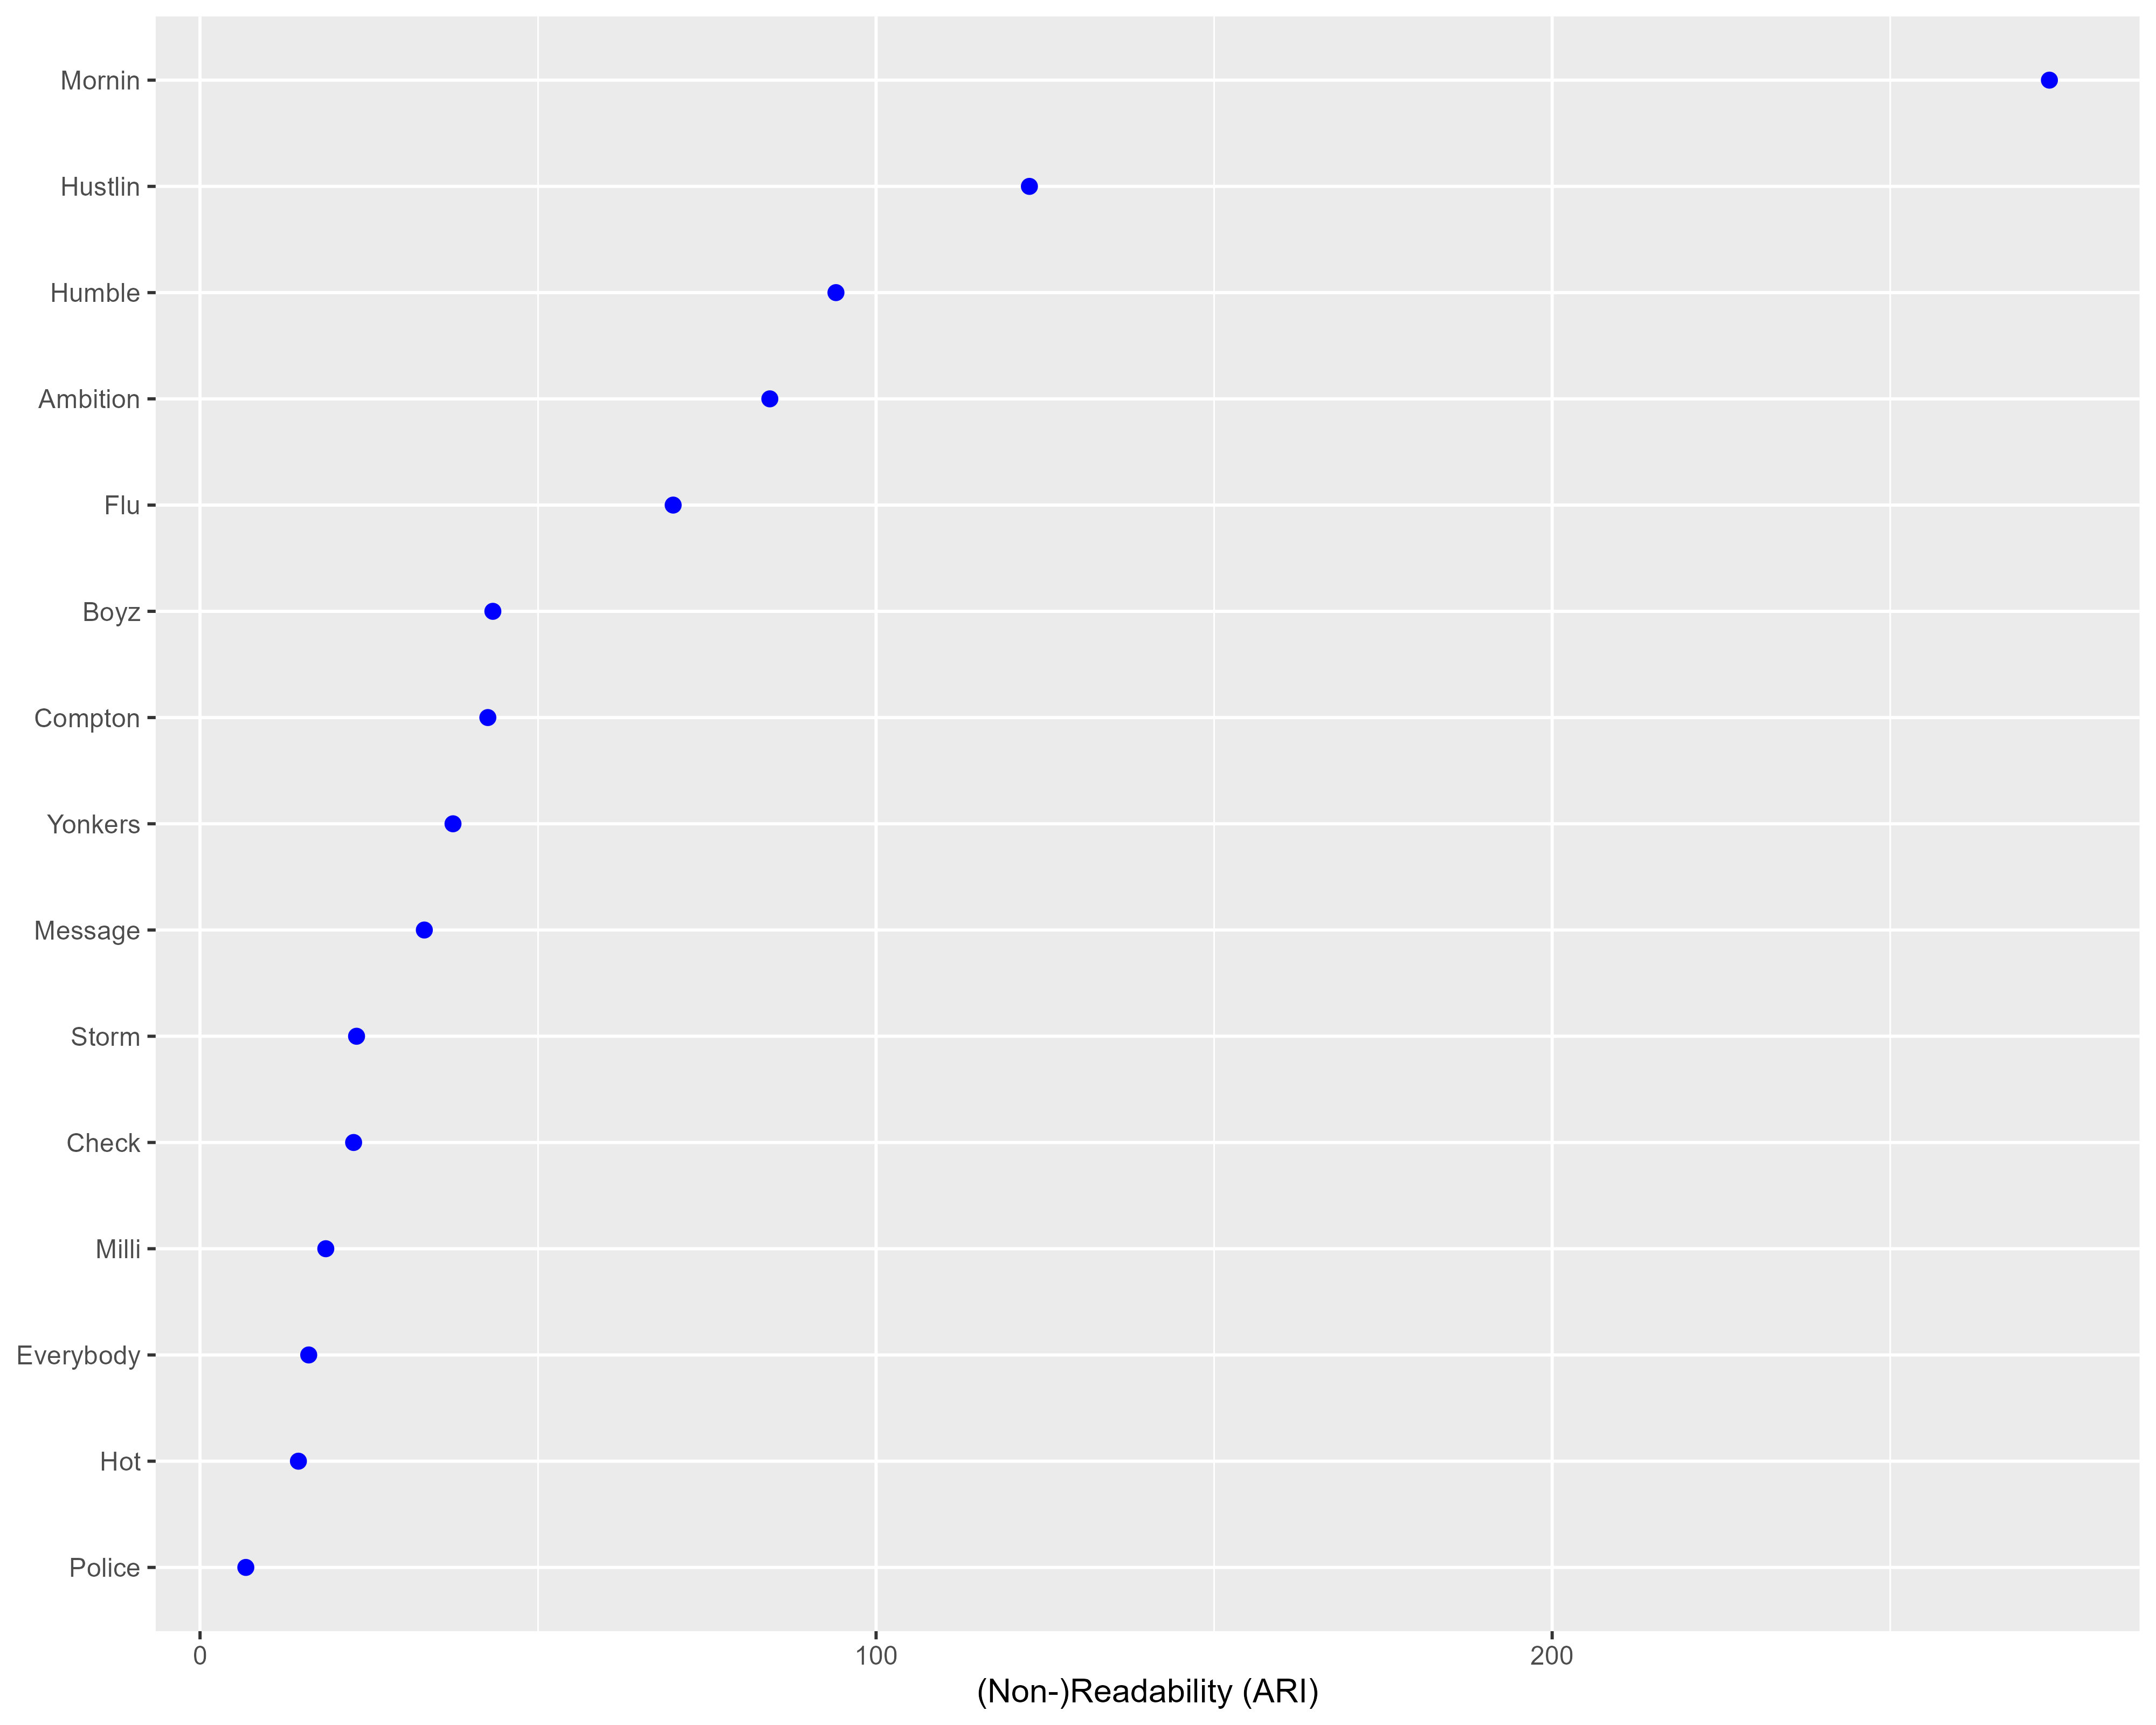 Mornin
Hustlin
Humble
Ambition
Flu
Boyz
Compton
Yonkers
Message
Storm
Check
Milli
Everybody
Hot
Police
0 100 200
(Non-)Readability (ARI)